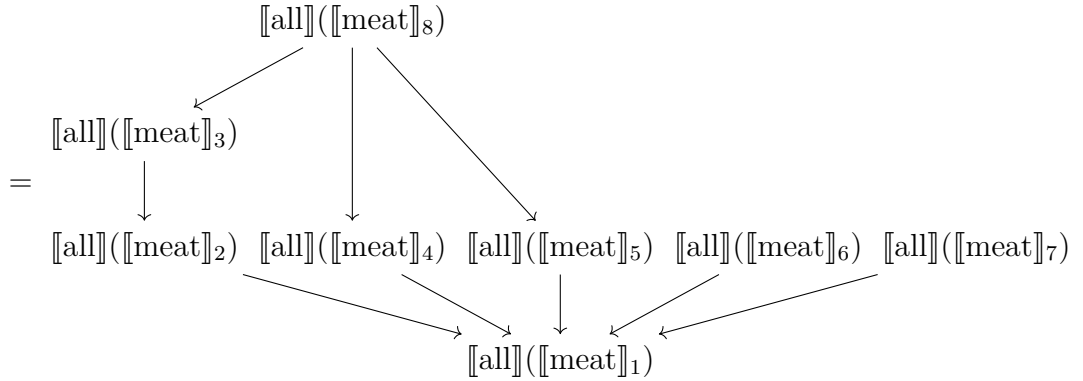 ⟦all⟧(⟦meat⟧₈)
⟦all⟧(⟦meat⟧₃)
=
⟦all⟧(⟦meat⟧₂) ⟦all⟧(⟦meat⟧₄) ⟦all⟧(⟦meat⟧₅) ⟦all⟧(⟦meat⟧₆) ⟦all⟧(⟦meat⟧₇)
⟦all⟧(⟦meat⟧₁)